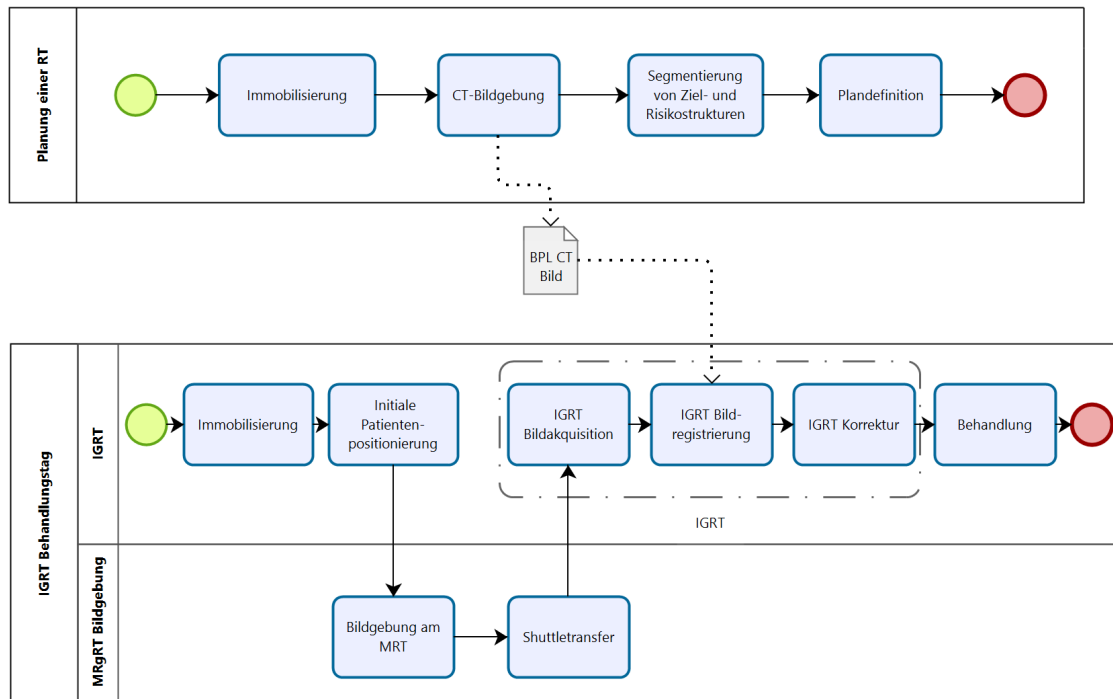 Planung einer RT
Immobilisierung
CT-Bildgebung
Segmentierung
von Ziel- und
Risikostrukturen
Plandefinition
BPL CT
Bild
IGRT Behandlungstag
IGRT
Immobilisierung
Initiale
Patienten-
positionierung
IGRT
Bildakquisition
IGRT Bild-
registrierung
IGRT Korrektur
Behandlung
IGRT
MRgRT Bildgebung
Bildgebung am
MRT
Shuttletransfer